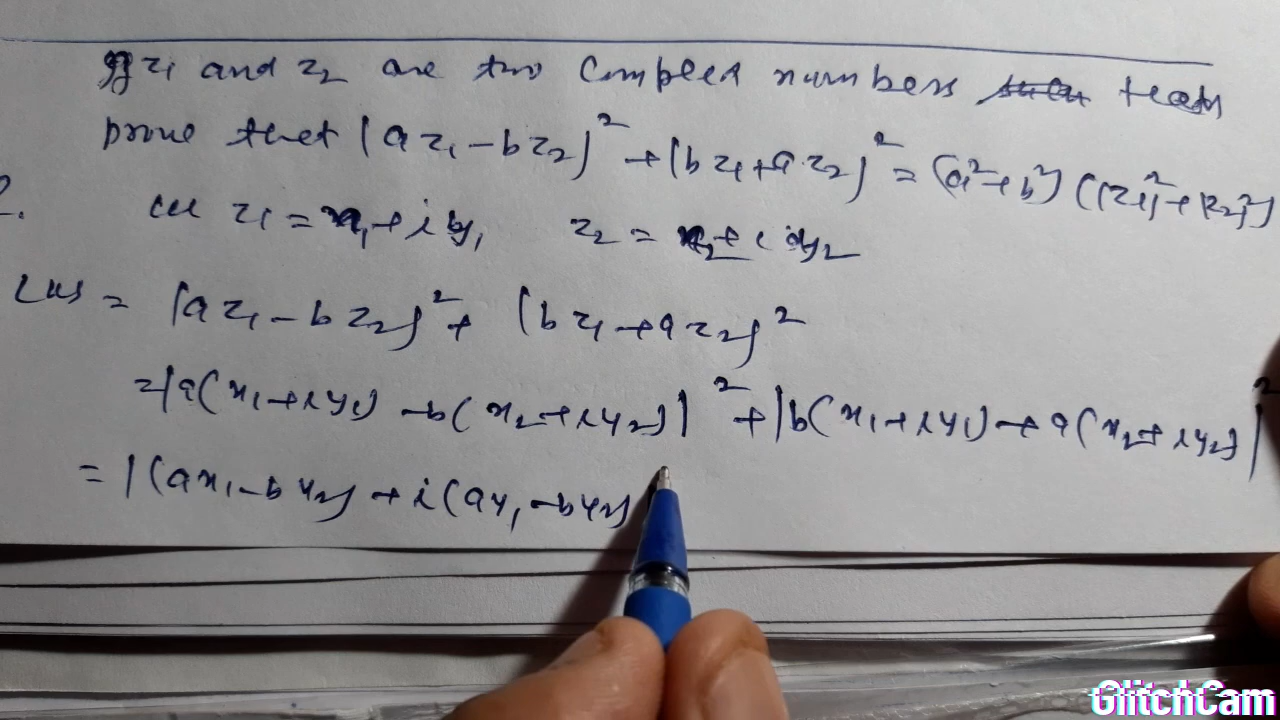 If z₁ and z₂ are two complex numbers then
prove that |az₁ - bz₂|² + |bz₁ + az₂|² = (a² + b²) (|z₁|² + |z₂|²)
2. let z₁ = x₁ + iy₁ z₂ = x₂ + iy₂
LHS = |az₁ - bz₂|² + |bz₁ + az₂|²
= |a(x₁ + iy₁) - b(x₂ + iy₂)|² + |b(x₁ + iy₁) + a(x₂ + iy₂)|²
= |(ax₁ - by₂) + i(ay₁ - by₂)
GlitchCam